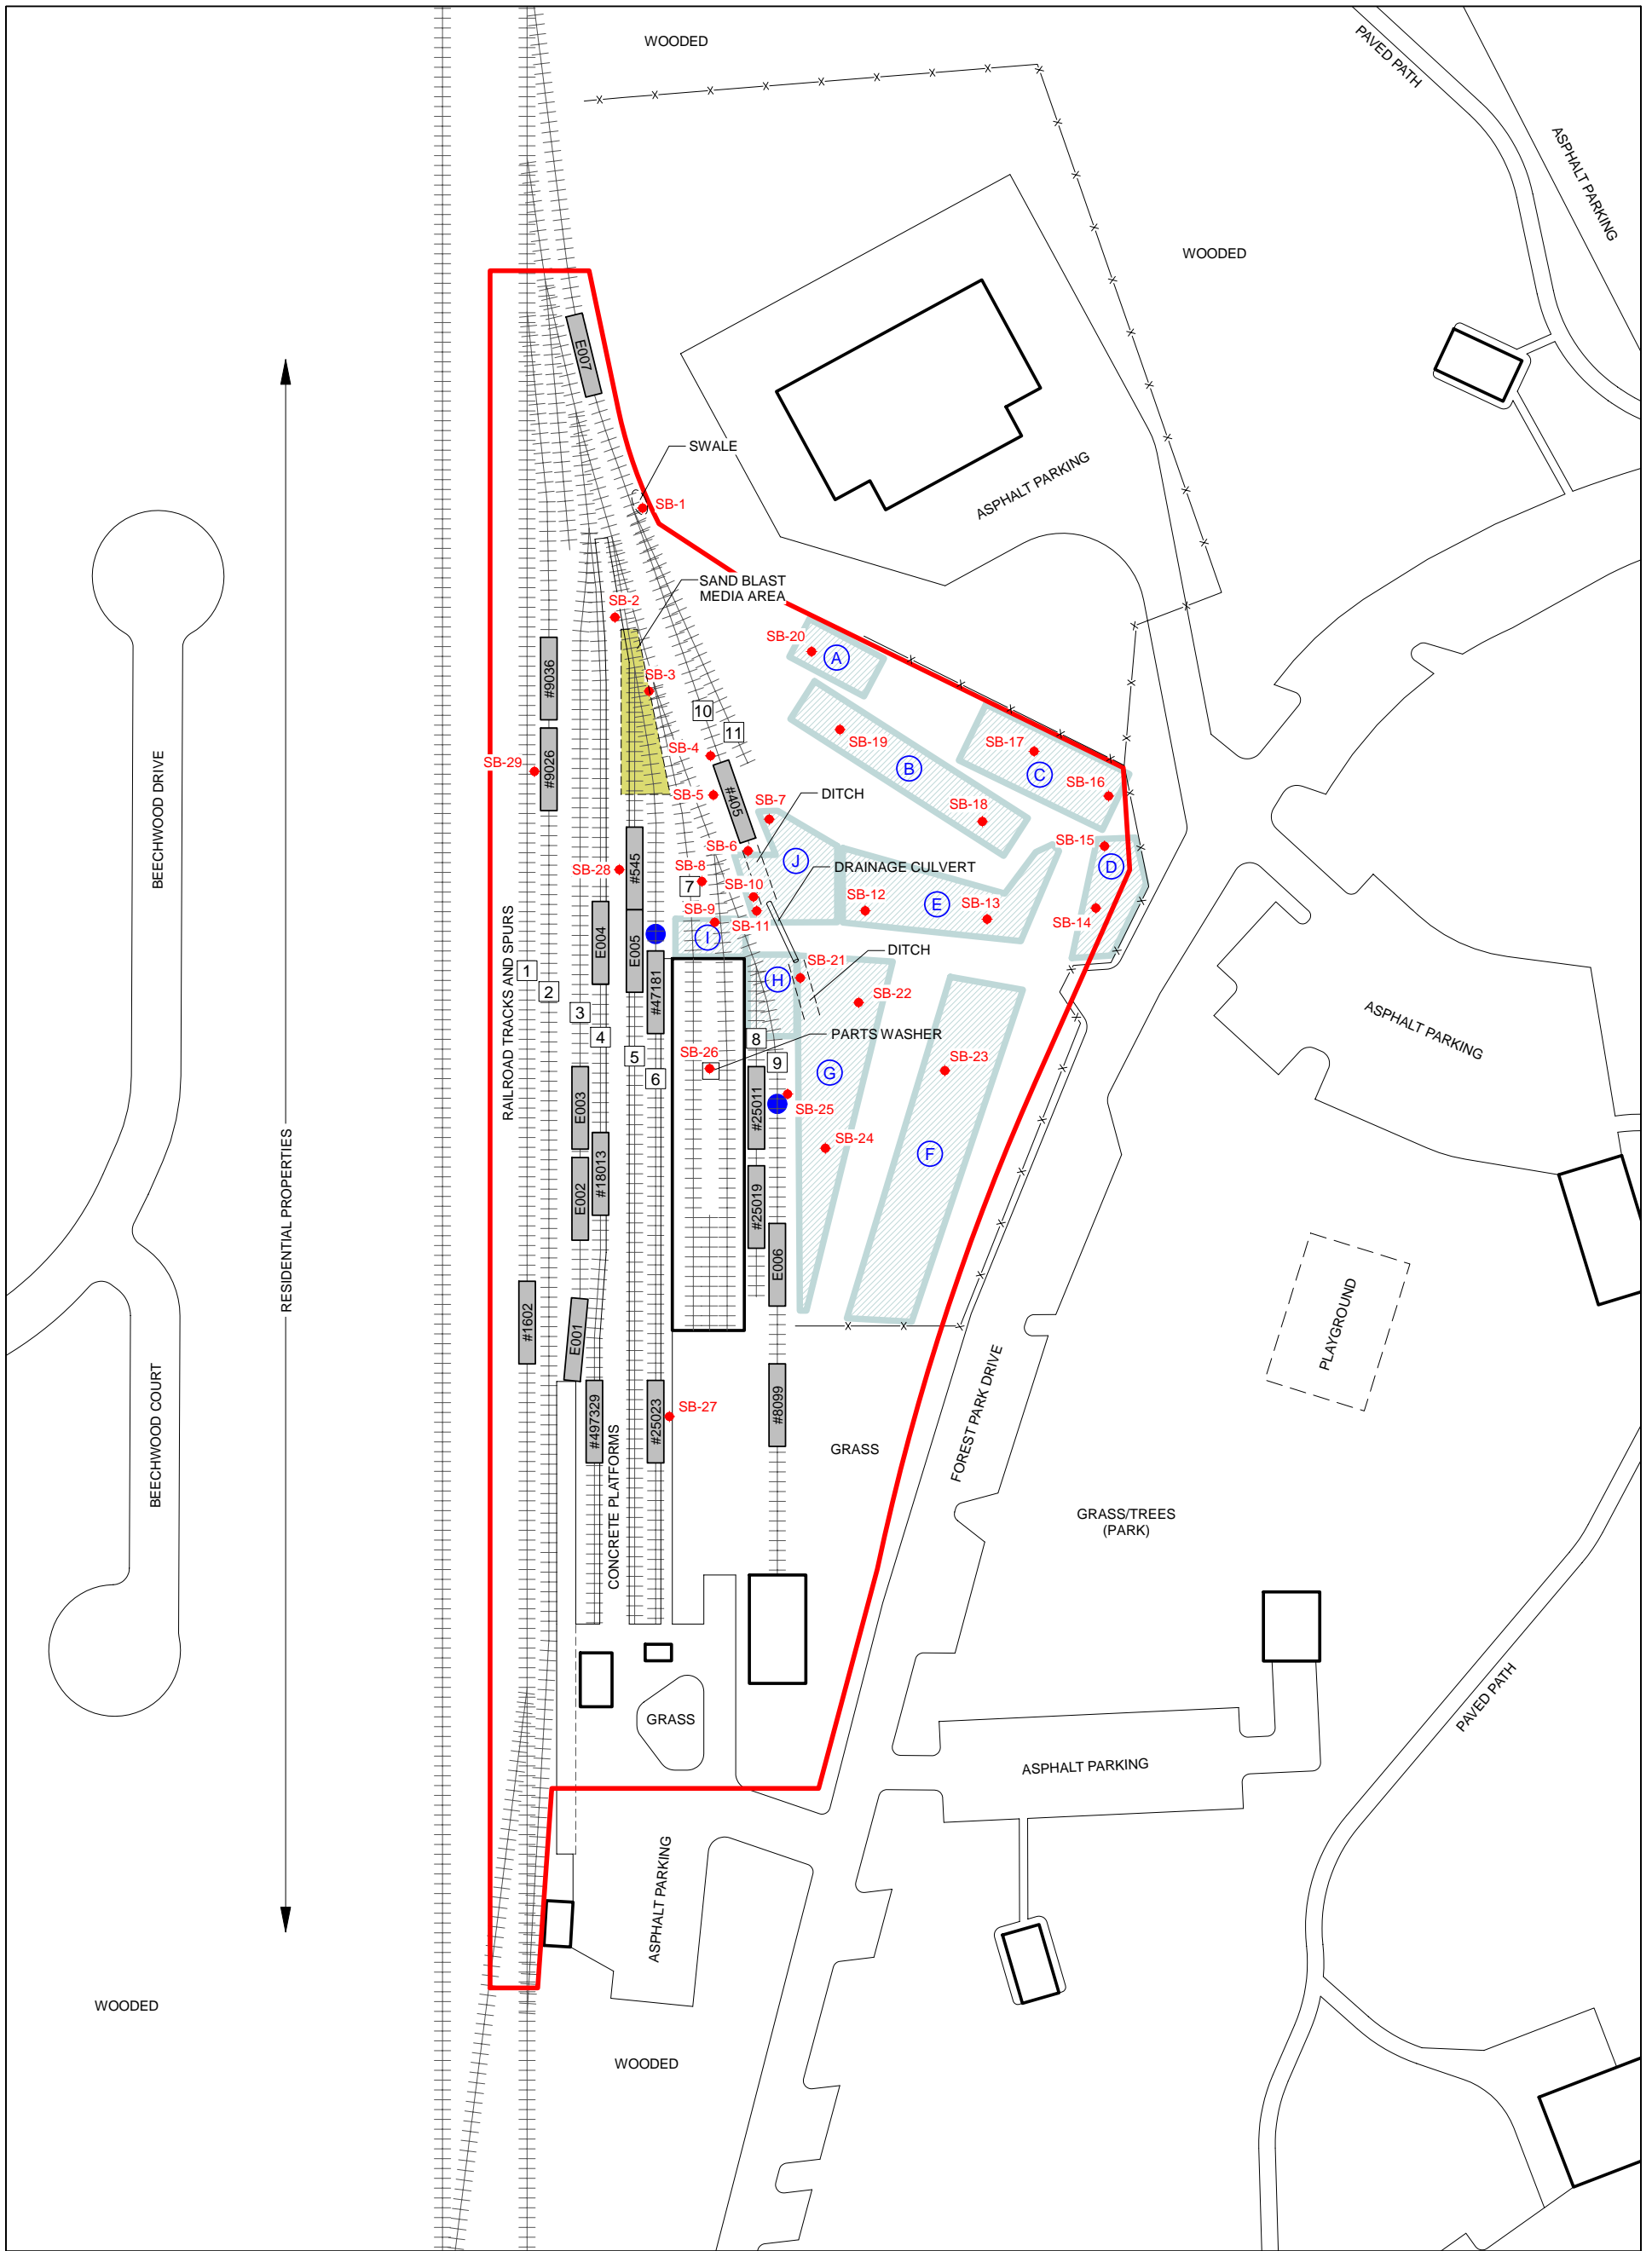 WOODED
PAVED PATH
ASPHALT PARKING
WOODED
E007
SWALE
ASPHALT PARKING
SB-1
SAND BLAST
MEDIA AREA
SB-2
SB-20
A
#9036
SB-3
10
11
SB-19
SB-17
B
C
SB-4
SB-29
#9026
SB-5
SB-16
#405
SB-7
DITCH
SB-18
BEECHWOOD DRIVE
SB-15
SB-6
J
D
DRAINAGE CULVERT
SB-28
#545
SB-8
7
SB-10
SB-12
E
SB-13
SB-14
SB-9
SB-11
I
E004
E005
DITCH
RAILROAD TRACKS AND SPURS
1
2
#47181
H
SB-21
SB-22
3
4
8
PARTS WASHER
ASPHALT PARKING
5
6
SB-26
9
G
SB-23
E003
#25011
SB-25
SB-24
F
RESIDENTIAL PROPERTIES
#18013
E002
#25019
E006
#1602
E001
PLAYGROUND
BEECHWOOD COURT
#497329
#25023
SB-27
#8099
FOREST PARK DRIVE
GRASS
CONCRETE PLATFORMS
GRASS/TREES
(PARK)
GRASS
PAVED PATH
ASPHALT PARKING
ASPHALT PARKING
WOODED
WOODED